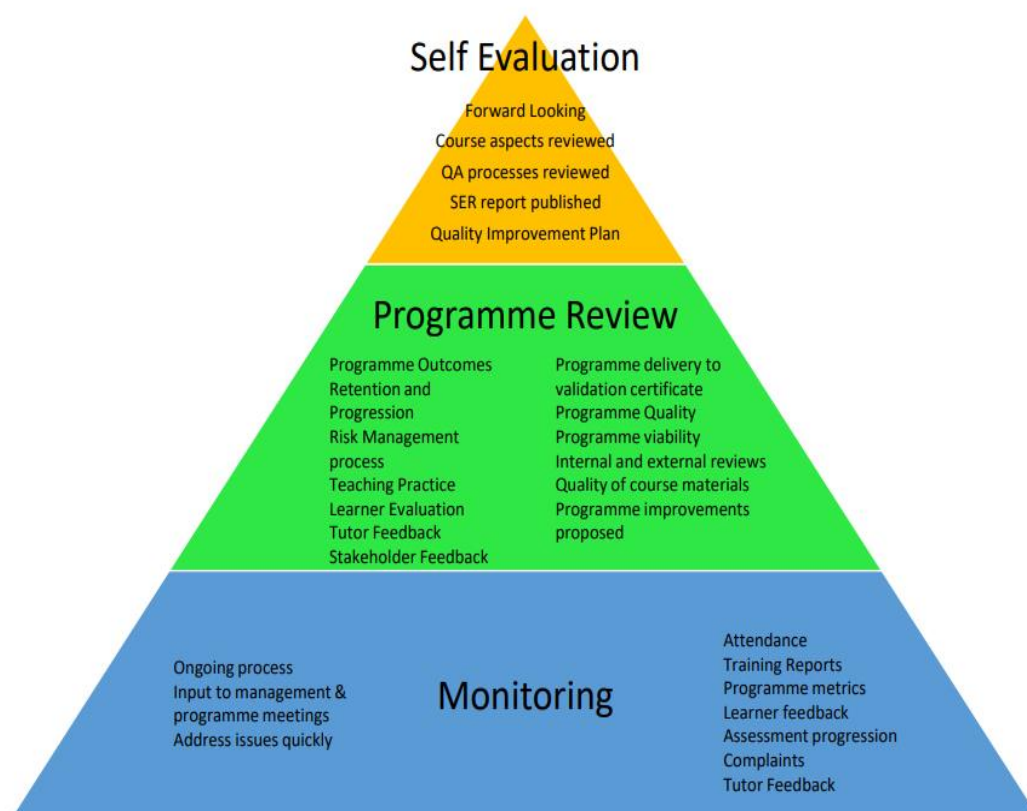 Self Evaluation
Forward Looking
Course aspects reviewed
QA processes reviewed
SER report published
Quality Improvement Plan
Programme Review
Programme Outcomes
Retention and
Progression
Risk Management
process
Teaching Practice
Learner Evaluation
Tutor Feedback
Stakeholder Feedback
Programme delivery to
validation certificate
Programme Quality
Programme viability
Internal and external reviews
Quality of course materials
Programme improvements
proposed
Ongoing process
Input to management &
programme meetings
Address issues quickly
Monitoring
Attendance
Training Reports
Programme metrics
Learner feedback
Assessment progression
Complaints
Tutor Feedback